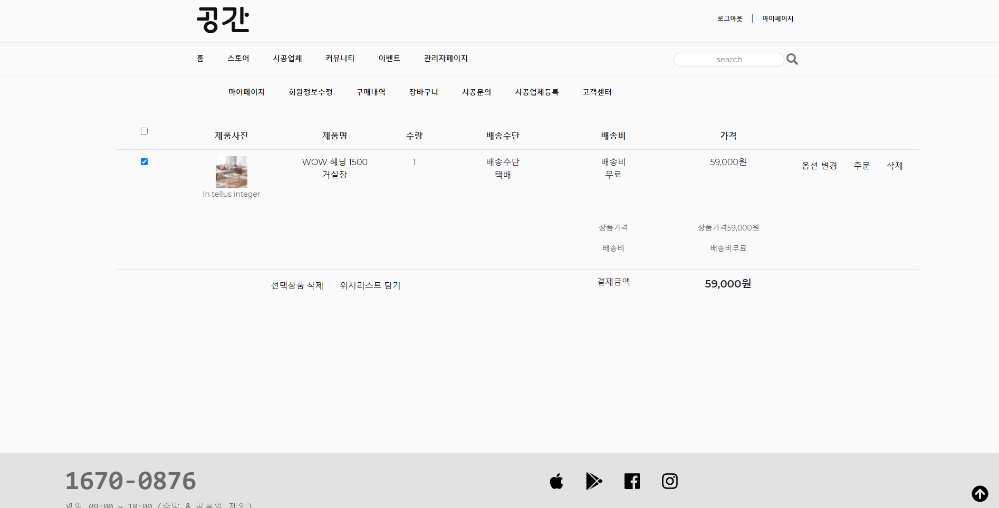 공간
로그아웃 | 마이페이지
홈 스토어 시공업체 커뮤니티 이벤트 관리자페이지 search
마이페이지 회원정보수정 구매내역 장바구니 시공문의 시공업체등록 고객센터
제품사진 제품명 수량 배송수단 배송비 가격
WOW 헤닝 1500 1 배송수단 배송비 59,000원 옵션 변경 주문 삭제
거실장 택배 무료
In tellus integer
상품가격 상품가격59,000원
배송비 배송비무료
선택상품 삭제 위시리스트 담기 결제금액 59,000원
1670-0876
평일 09:00 ~ 18:00 (주말 & 공휴일 제외)